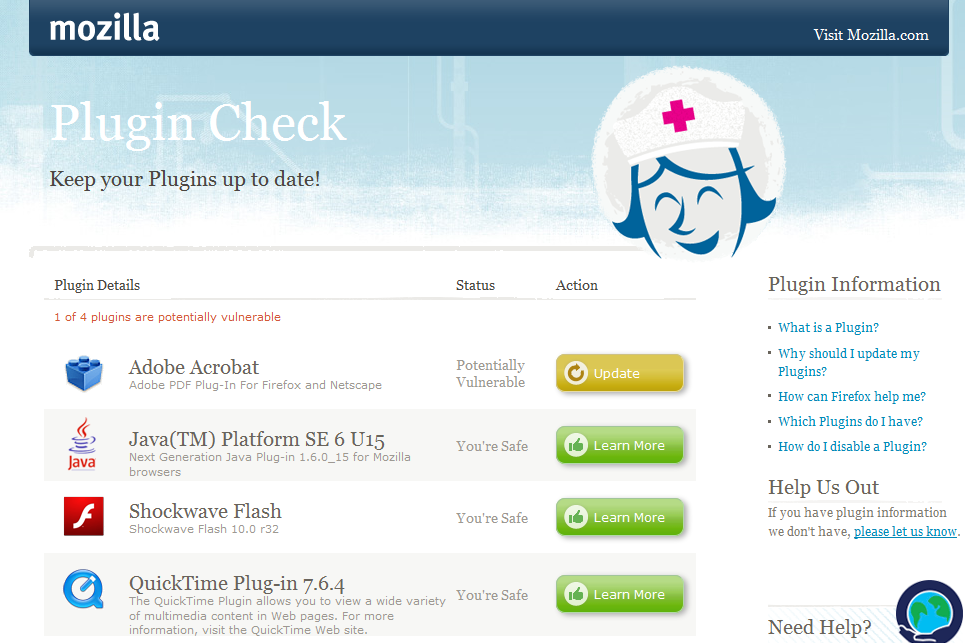 mozilla
Visit Mozilla.com
Plugin Check
Keep your Plugins up to date!
Plugin Details Status Action
1 of 4 plugins are potentially vulnerable
Adobe Acrobat
Adobe PDF Plug-In For Firefox and Netscape
Potentially
Vulnerable
Update
Java
Java(TM) Platform SE 6 U15
Next Generation Java Plug-in 1.6.0_15 for Mozilla
browsers
You're Safe
Learn More
Shockwave Flash
Shockwave Flash 10.0 r32
You're Safe
Learn More
QuickTime Plug-in 7.6.4
The QuickTime Plugin allows you to view a wide variety
of multimedia content in Web pages. For more
information, visit the QuickTime Web site.
You're Safe
Learn More
Plugin Information
What is a Plugin?
Why should I update my
Plugins?
How can Firefox help me?
Which Plugins do I have?
How do I disable a Plugin?
Help Us Out
If you have plugin information
we don't have, please let us know.
Need Help?